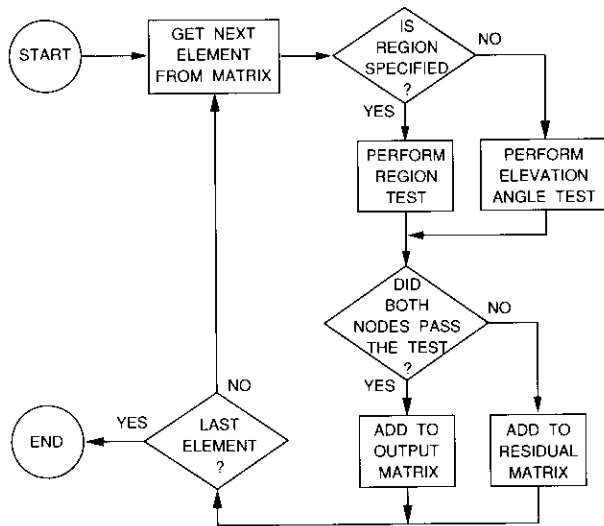 START
GET NEXT
ELEMENT
FROM MATRIX
IS
REGION
SPECIFIED
?
NO
YES
PERFORM
REGION
TEST
PERFORM
ELEVATION
ANGLE TEST
DID
BOTH
NODES PASS
THE TEST
?
NO
YES
ADD TO
OUTPUT
MATRIX
ADD TO
RESIDUAL
MATRIX
NO
LAST
ELEMENT
?
YES
END